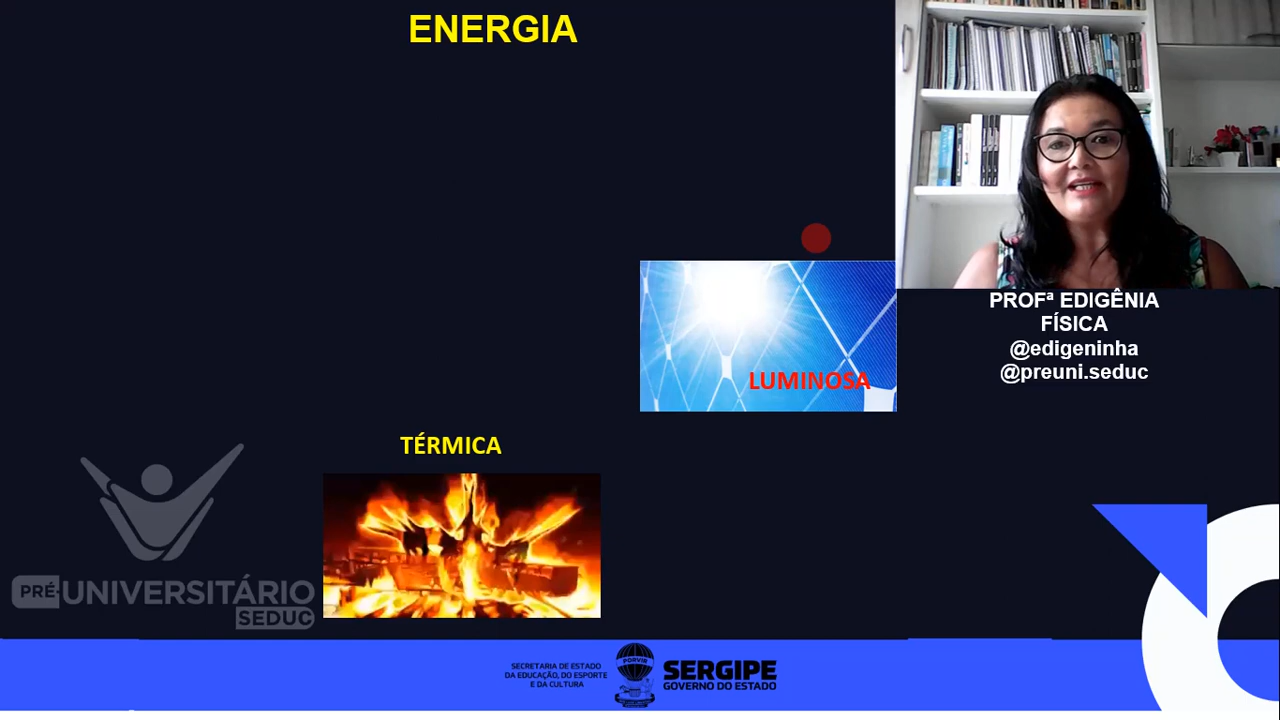 ENERGIA
PROFª EDIGÊNIA
FÍSICA
@edigeninha
@preuni.seduc
LUMINOSA
TÉRMICA
PRÉ-UNIVERSITÁRIO
SEDUC
SECRETARIA DE ESTADO
DA EDUCAÇÃO, DO ESPORTE
E DA CULTURA
PORVIR
SERGIPE
GOVERNO DO ESTADO